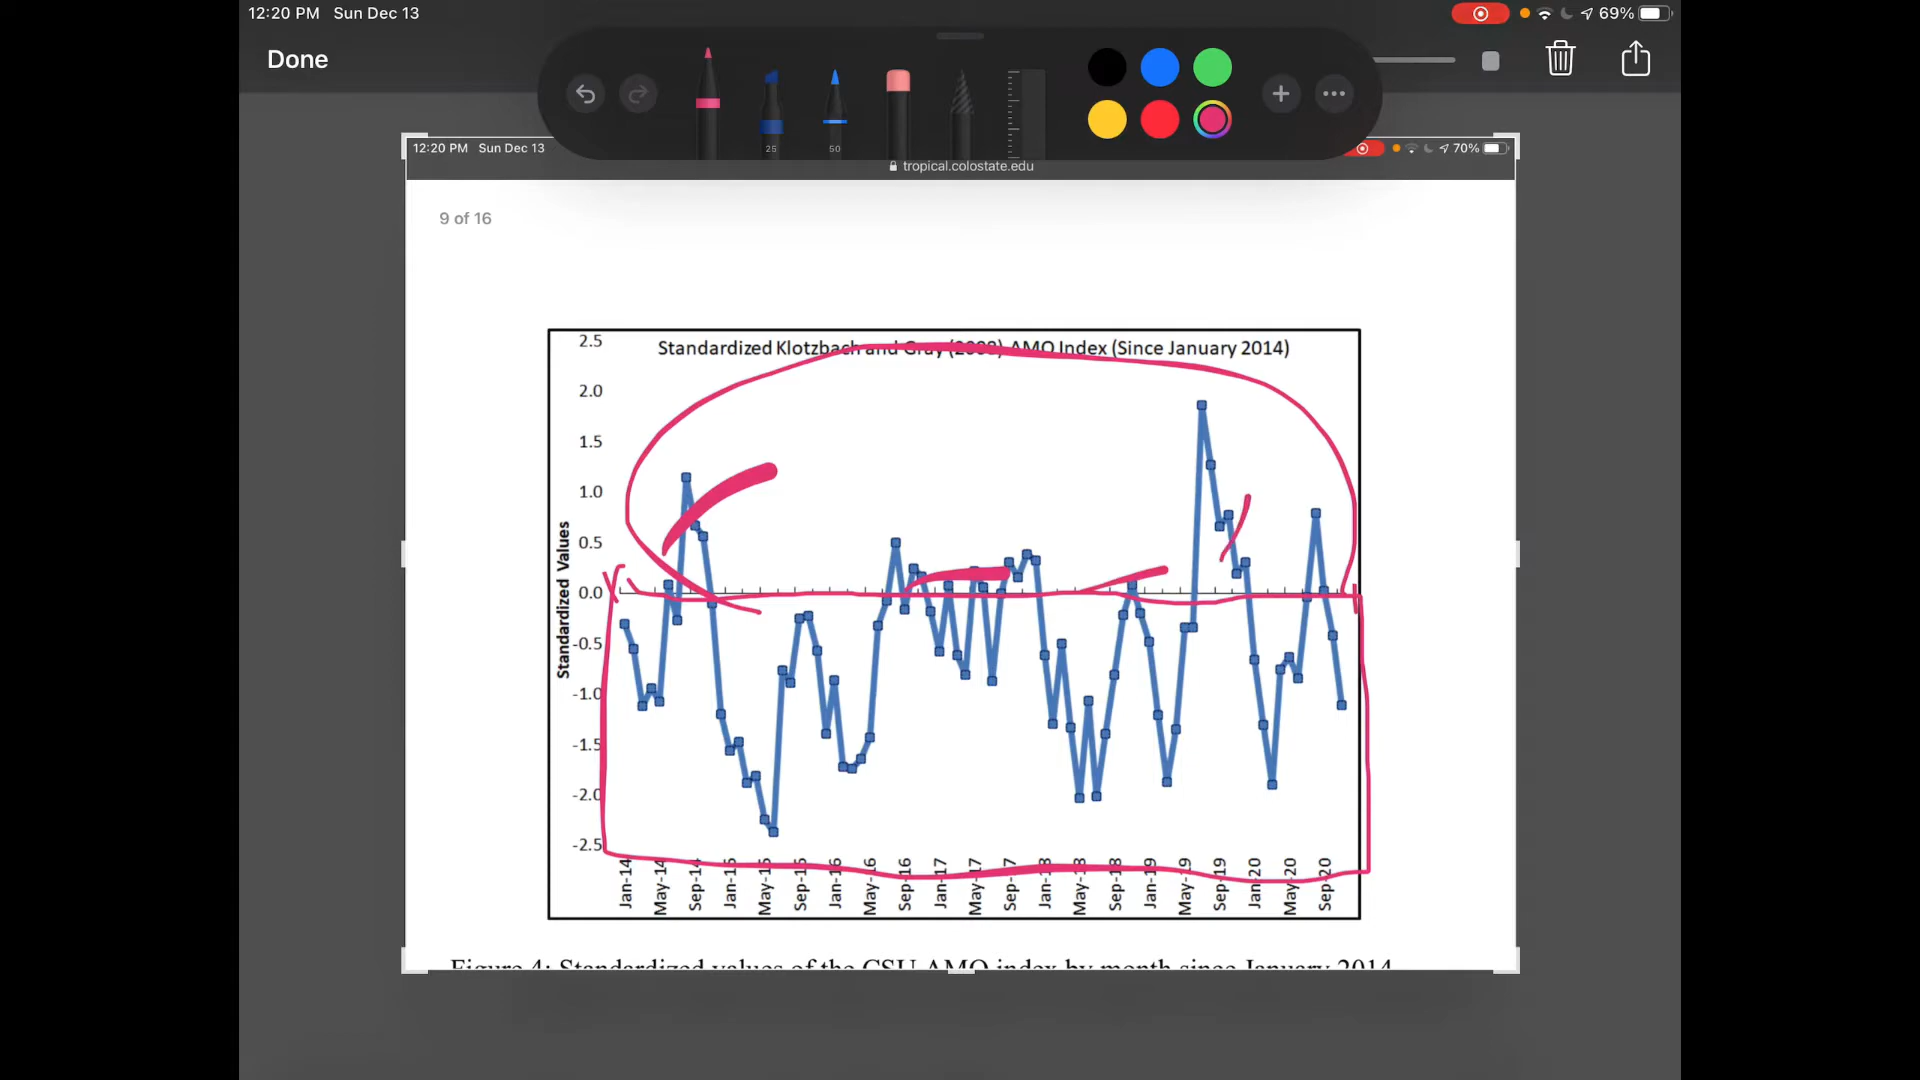 12:20 PM Sun Dec 13
69%
Done
25
50
12:20 PM Sun Dec 13
70%
tropical.colostate.edu
9 of 16
Standardized Klotzbach and Gray (2008) AMO Index (Since January 2014)
Standardized Values
2.5
2.0
1.5
1.0
0.5
0.0
-0.5
-1.0
-1.5
-2.0
-2.5
Jan-14
May-14
Sep-14
Jan-15
May-15
Sep-15
Jan-16
May-16
Sep-16
Jan-17
May-17
Sep-17
Jan-18
May-18
Sep-18
Jan-19
May-19
Sep-19
Jan-20
May-20
Sep-20
Figure 4: Standardized values of the CSU AMO index by month since January 2014